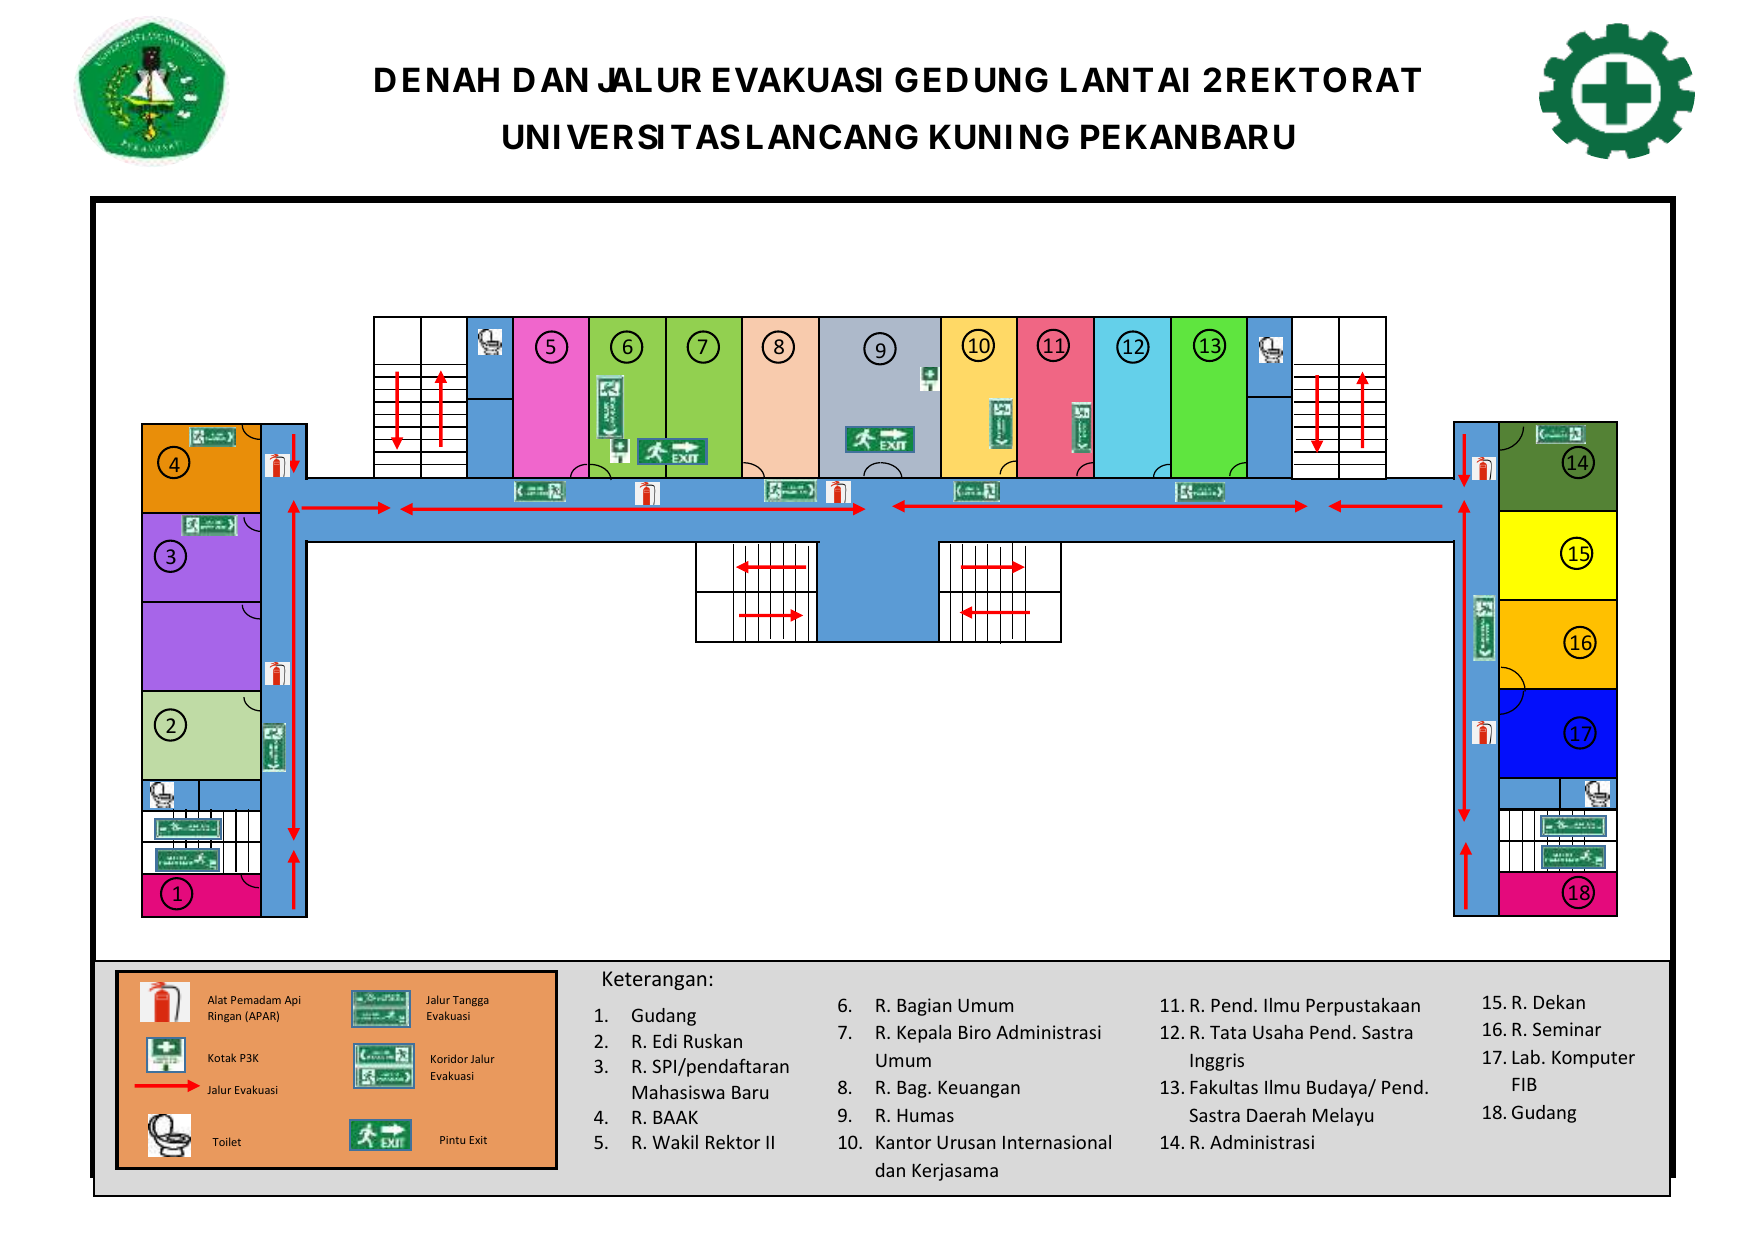 DENAH DAN JALUR EVAKUASI GEDUNG LANTAI 2 REKTORAT
UNIVERSITAS LANCANG KUNING PEKANBARU
5
6
7
8
9
10
11
12
13
EXIT
EXIT
4
3
2
1
14
15
16
17
18
Alat Pemadam Api
Ringan (APAR)
Kotak P3K
Jalur Evakuasi
Toilet
Jalur Tangga
Evakuasi
Koridor Jalur
Evakuasi
EXIT
Pintu Exit
Keterangan:
1. Gudang
2. R. Edi Ruskan
3. R. SPI/pendaftaran
Mahasiswa Baru
4. R. BAAK
5. R. Wakil Rektor II
6. R. Bagian Umum
7. R. Kepala Biro Administrasi
Umum
8. R. Bag. Keuangan
9. R. Humas
10. Kantor Urusan Internasional
dan Kerjasama
11. R. Pend. Ilmu Perpustakaan
12. R. Tata Usaha Pend. Sastra
Inggris
13. Fakultas Ilmu Budaya/ Pend.
Sastra Daerah Melayu
14. R. Administrasi
15. R. Dekan
16. R. Seminar
17. Lab. Komputer
FIB
18. Gudang